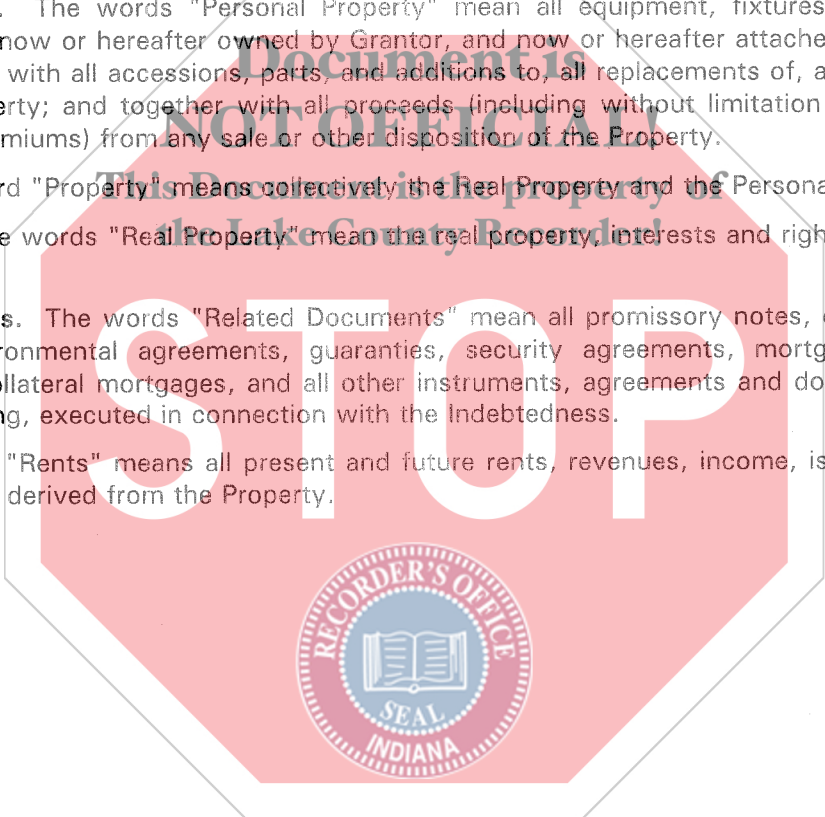 . The words "Personal Property" mean all equipment, fixtures
now or hereafter owned by Grantor, and now or hereafter attache
with all accessions, parts, and additions to, all replacements of, a
erty; and together with all proceeds (including without limitation
miums) from any sale or other disposition of the Property.
rd "Property" means collectively the Real Property and the Persona
e words "Real Property" mean the real property, interests and righ
s. The words "Related Documents" mean all promissory notes,
ronmental agreements, guaranties, security agreements, mortg
llateral mortgages, and all other instruments, agreements and do
ng, executed in connection with the Indebtedness.
"Rents" means all present and future rents, revenues, income, is
derived from the Property.
Document is
NOT OFFICIAL!
This Document is the property of
the Lake County Recorder!
STOP
RECORDER'S OFFICE
SEAL
INDIANA